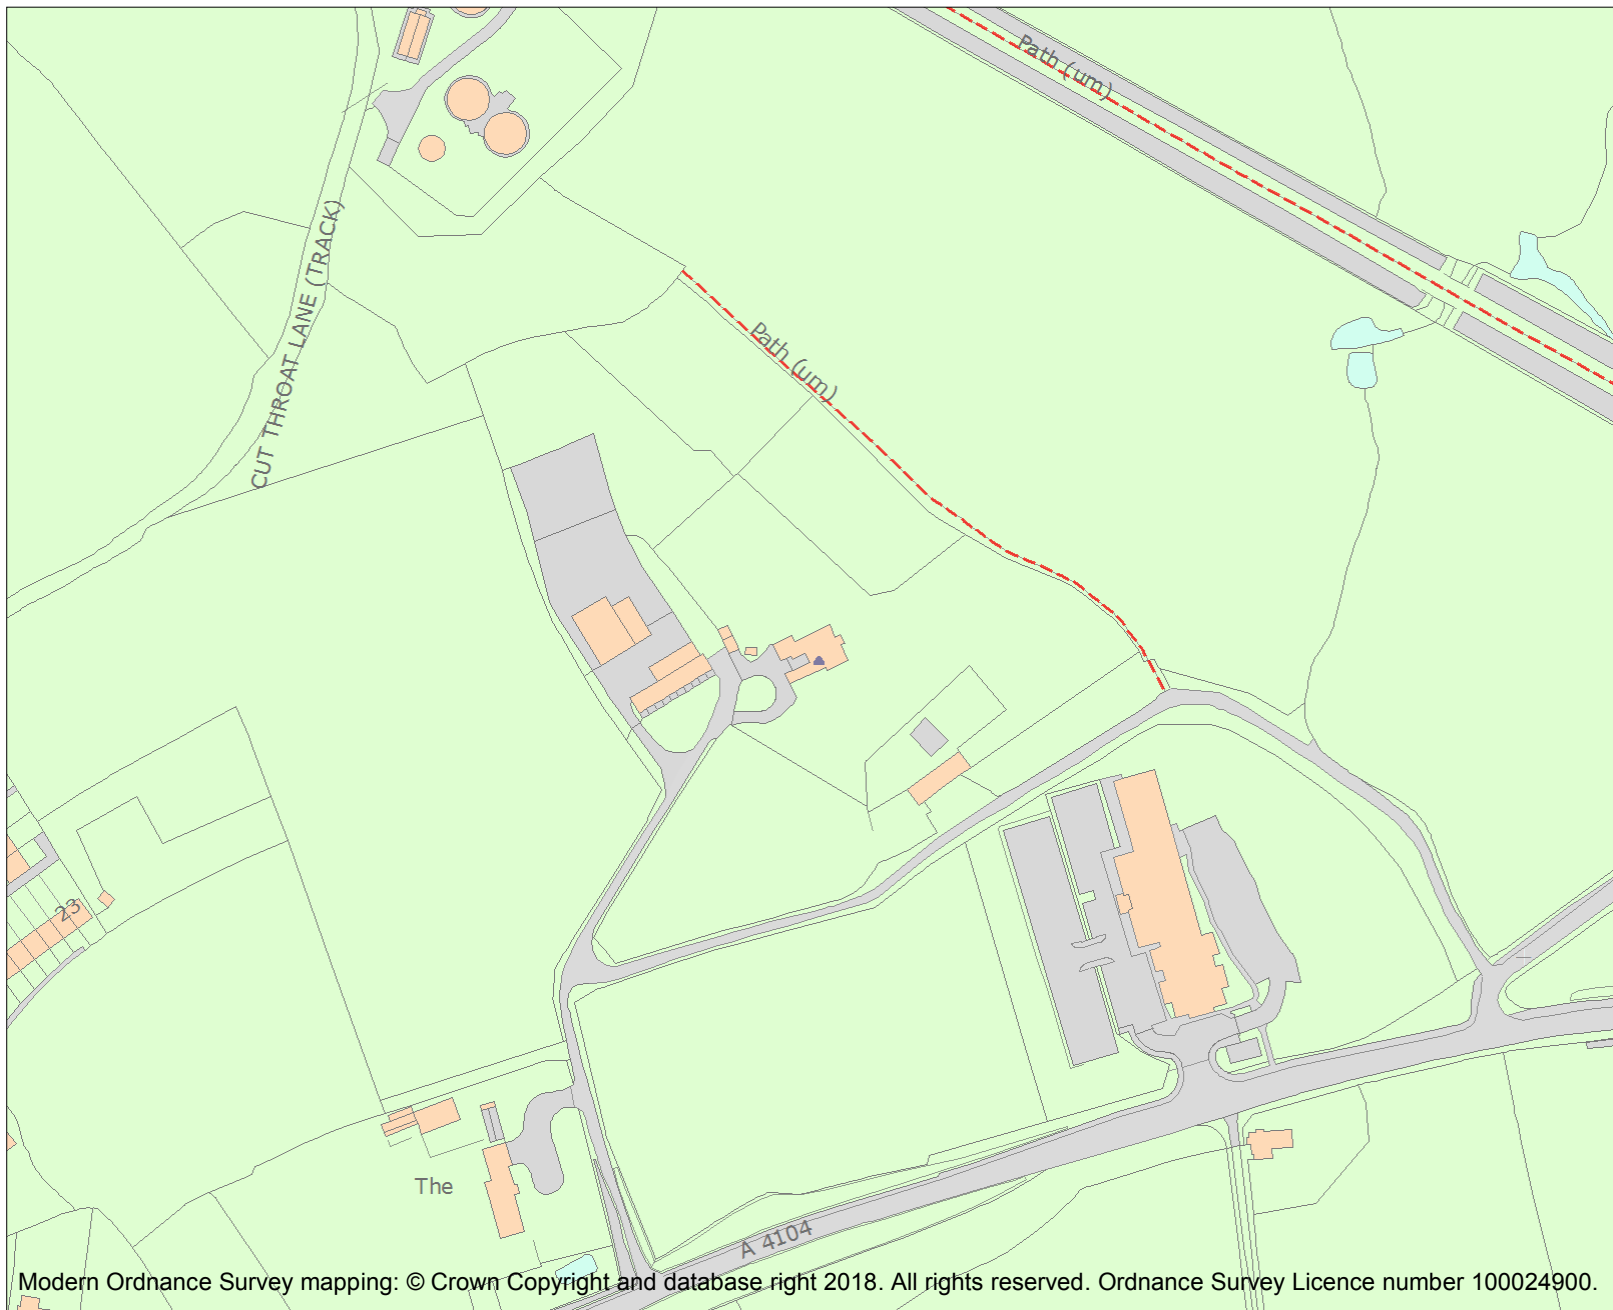 Path (um)
CUT THROAT LANE (TRACK)
Path (um)
23
The
A 4104
Modern Ordnance Survey mapping: © Crown Copyright and database right 2018. All rights reserved. Ordnance Survey Licence number 100024900.